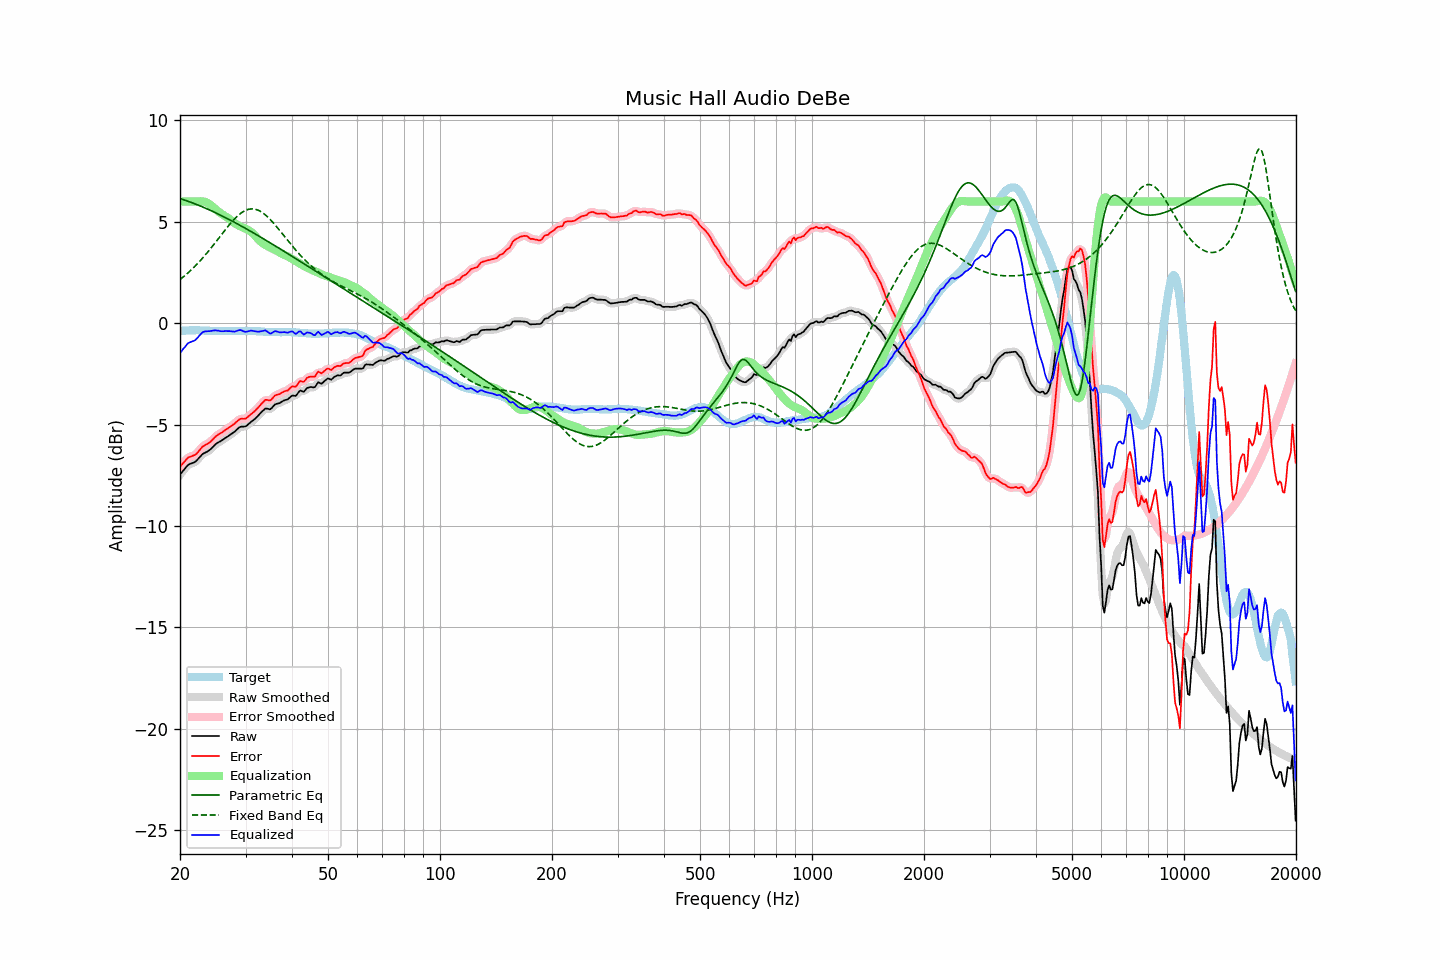 Music Hall Audio DeBe
10
5
0
−5
−10
−15
−20
−25
Amplitude (dBr)
Target
Raw Smoothed
Error Smoothed
Raw
Error
Equalization
Parametric Eq
Fixed Band Eq
Equalized
20 50 100 200 500 1000 2000 5000 10000 20000
Frequency (Hz)